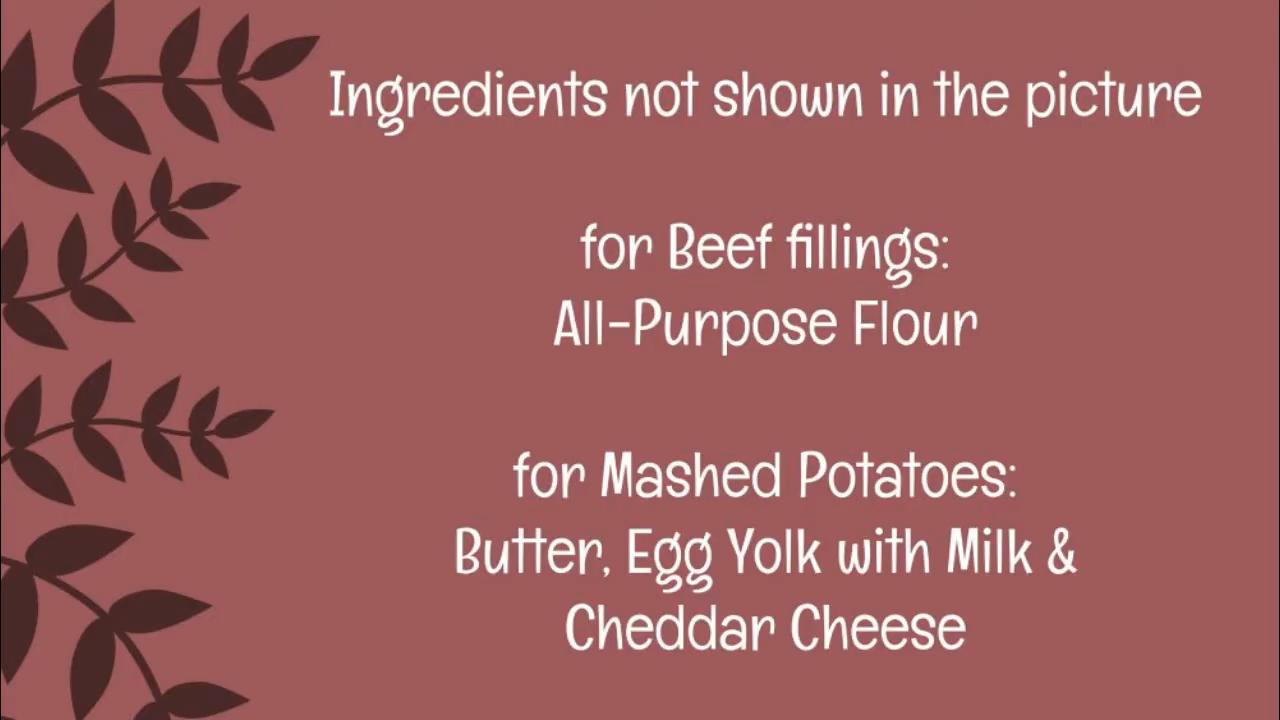 Ingredients not shown in the picture
for Beef fillings:
All-Purpose Flour
for Mashed Potatoes:
Butter, Egg Yolk with Milk &
Cheddar Cheese